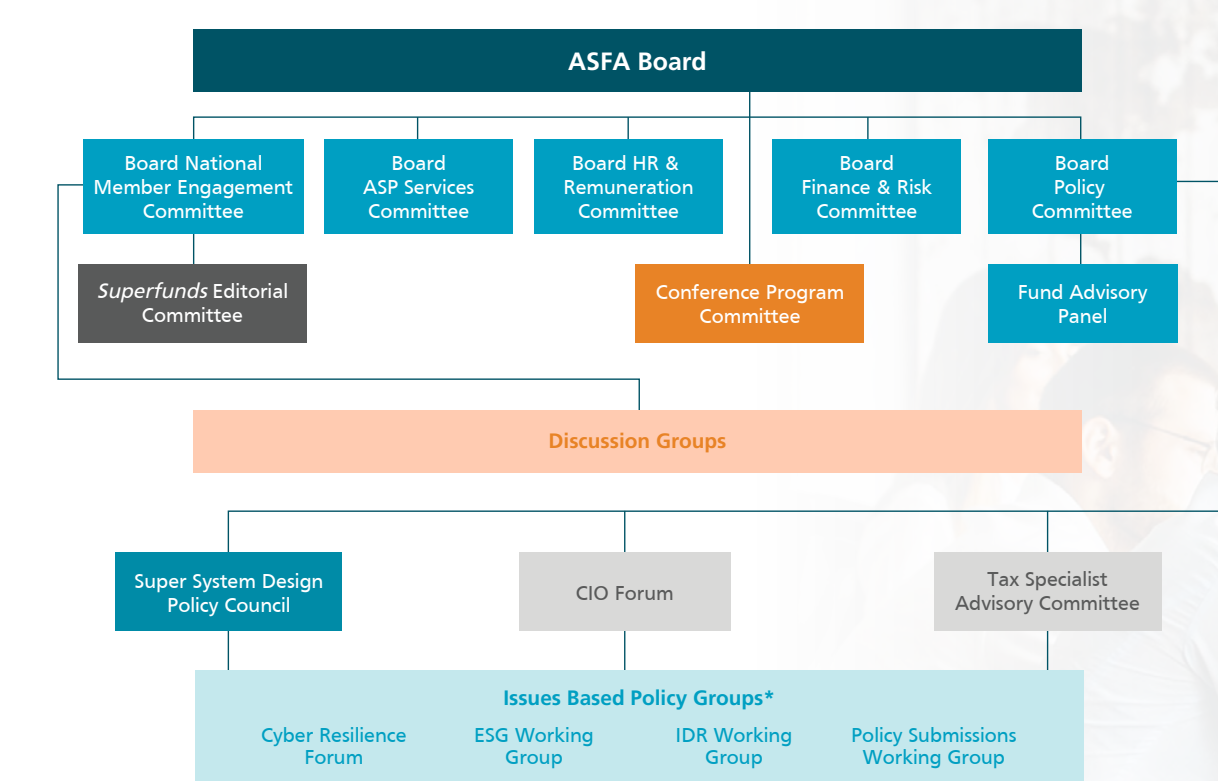 ASFA Board
Board National
Member Engagement
Committee
Board
ASP Services
Committee
Board HR &
Remuneration
Committee
Board
Finance & Risk
Committee
Board
Policy
Committee
Superfunds Editorial
Committee
Conference Program
Committee
Fund Advisory
Panel
Discussion Groups
Super System Design
Policy Council
CIO Forum
Tax Specialist
Advisory Committee
Issues Based Policy Groups*
Cyber Resilience
Forum
ESG Working
Group
IDR Working
Group
Policy Submissions
Working Group